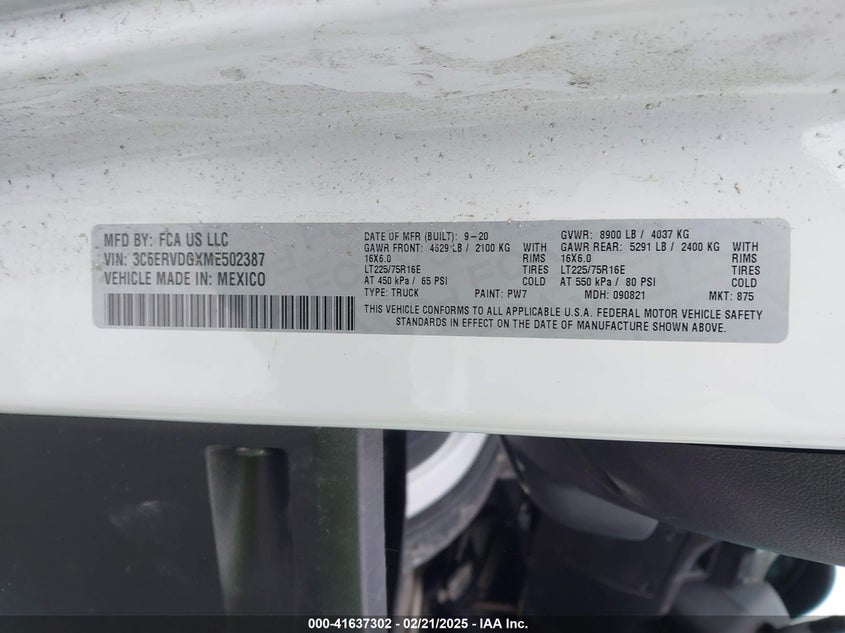 MFD BY: FCA US LLC
VIN: 3C6ERVDGXME502387
VEHICLE MADE IN: MEXICO
DATE OF MFR (BUILT): 9-20
GAWR FRONT: 4629 LB / 2100 KG WITH
16X6.0 RIMS
LT225/75R16E TIRES
AT 450 kPa / 65 PSI COLD
TYPE: TRUCK PAINT: PW7
GVWR: 8900 LB / 4037 KG
GAWR REAR: 5291 LB / 2400 KG WITH
16X6.0 RIMS
LT225/75R16E TIRES
AT 550 kPa / 80 PSI COLD
MDH: 090821 MKT: 875
THIS VEHICLE CONFORMS TO ALL APPLICABLE U.S.A. FEDERAL MOTOR VEHICLE SAFETY
STANDARDS IN EFFECT ON THE DATE OF MANUFACTURE SHOWN ABOVE.
000-41637302 - 02/21/2025 - IAA Inc.